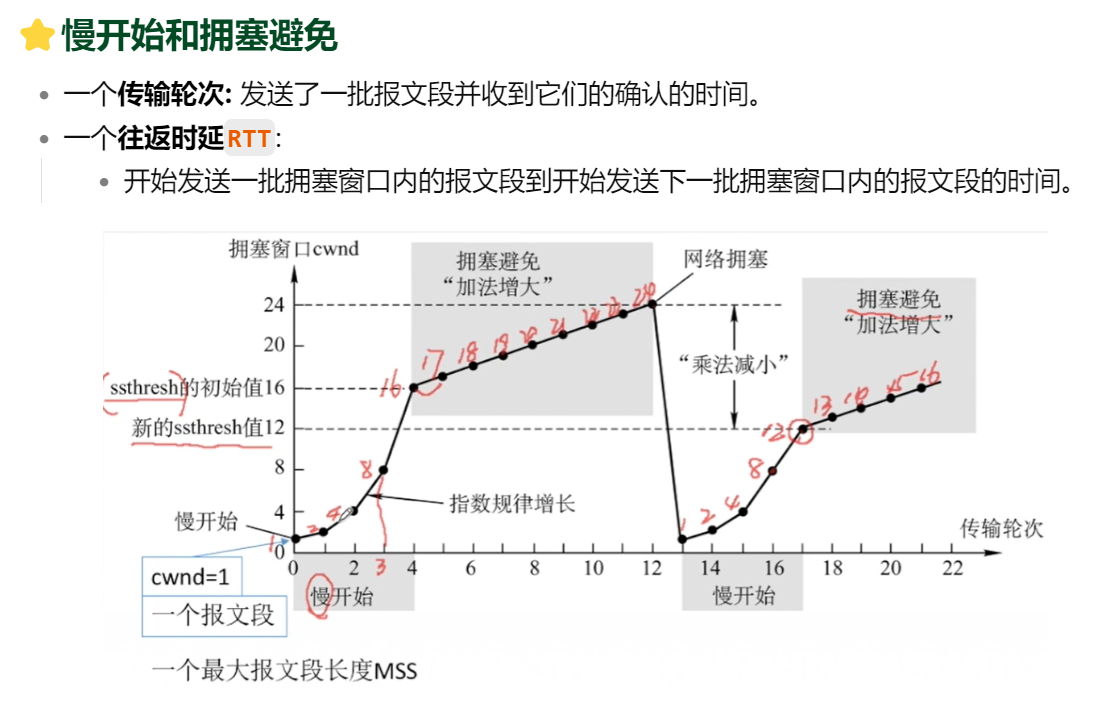 慢开始和拥塞避免
一个传输轮次: 发送了一批报文段并收到它们的确认的时间。
一个往返时延RTT:
开始发送一批拥塞窗口内的报文段到开始发送下一批拥塞窗口内的报文段的时间。
拥塞窗口cwnd
拥塞避免
“加法增大”
网络拥塞
拥塞避免
“加法增大”
24
20
ssthresh的初始值16
新的ssthresh值12
8
4
0
16 17 18 19 20 21 22 23 24
“乘法减小”
12 13 14 15 16
8
8
指数规律增长
慢开始
1 2 4
1 2 4
传输轮次
0 2 3 4 6 8 10 12 14 16 18 20 22
慢开始
慢开始
cwnd=1
一个报文段
一个最大报文段长度MSS